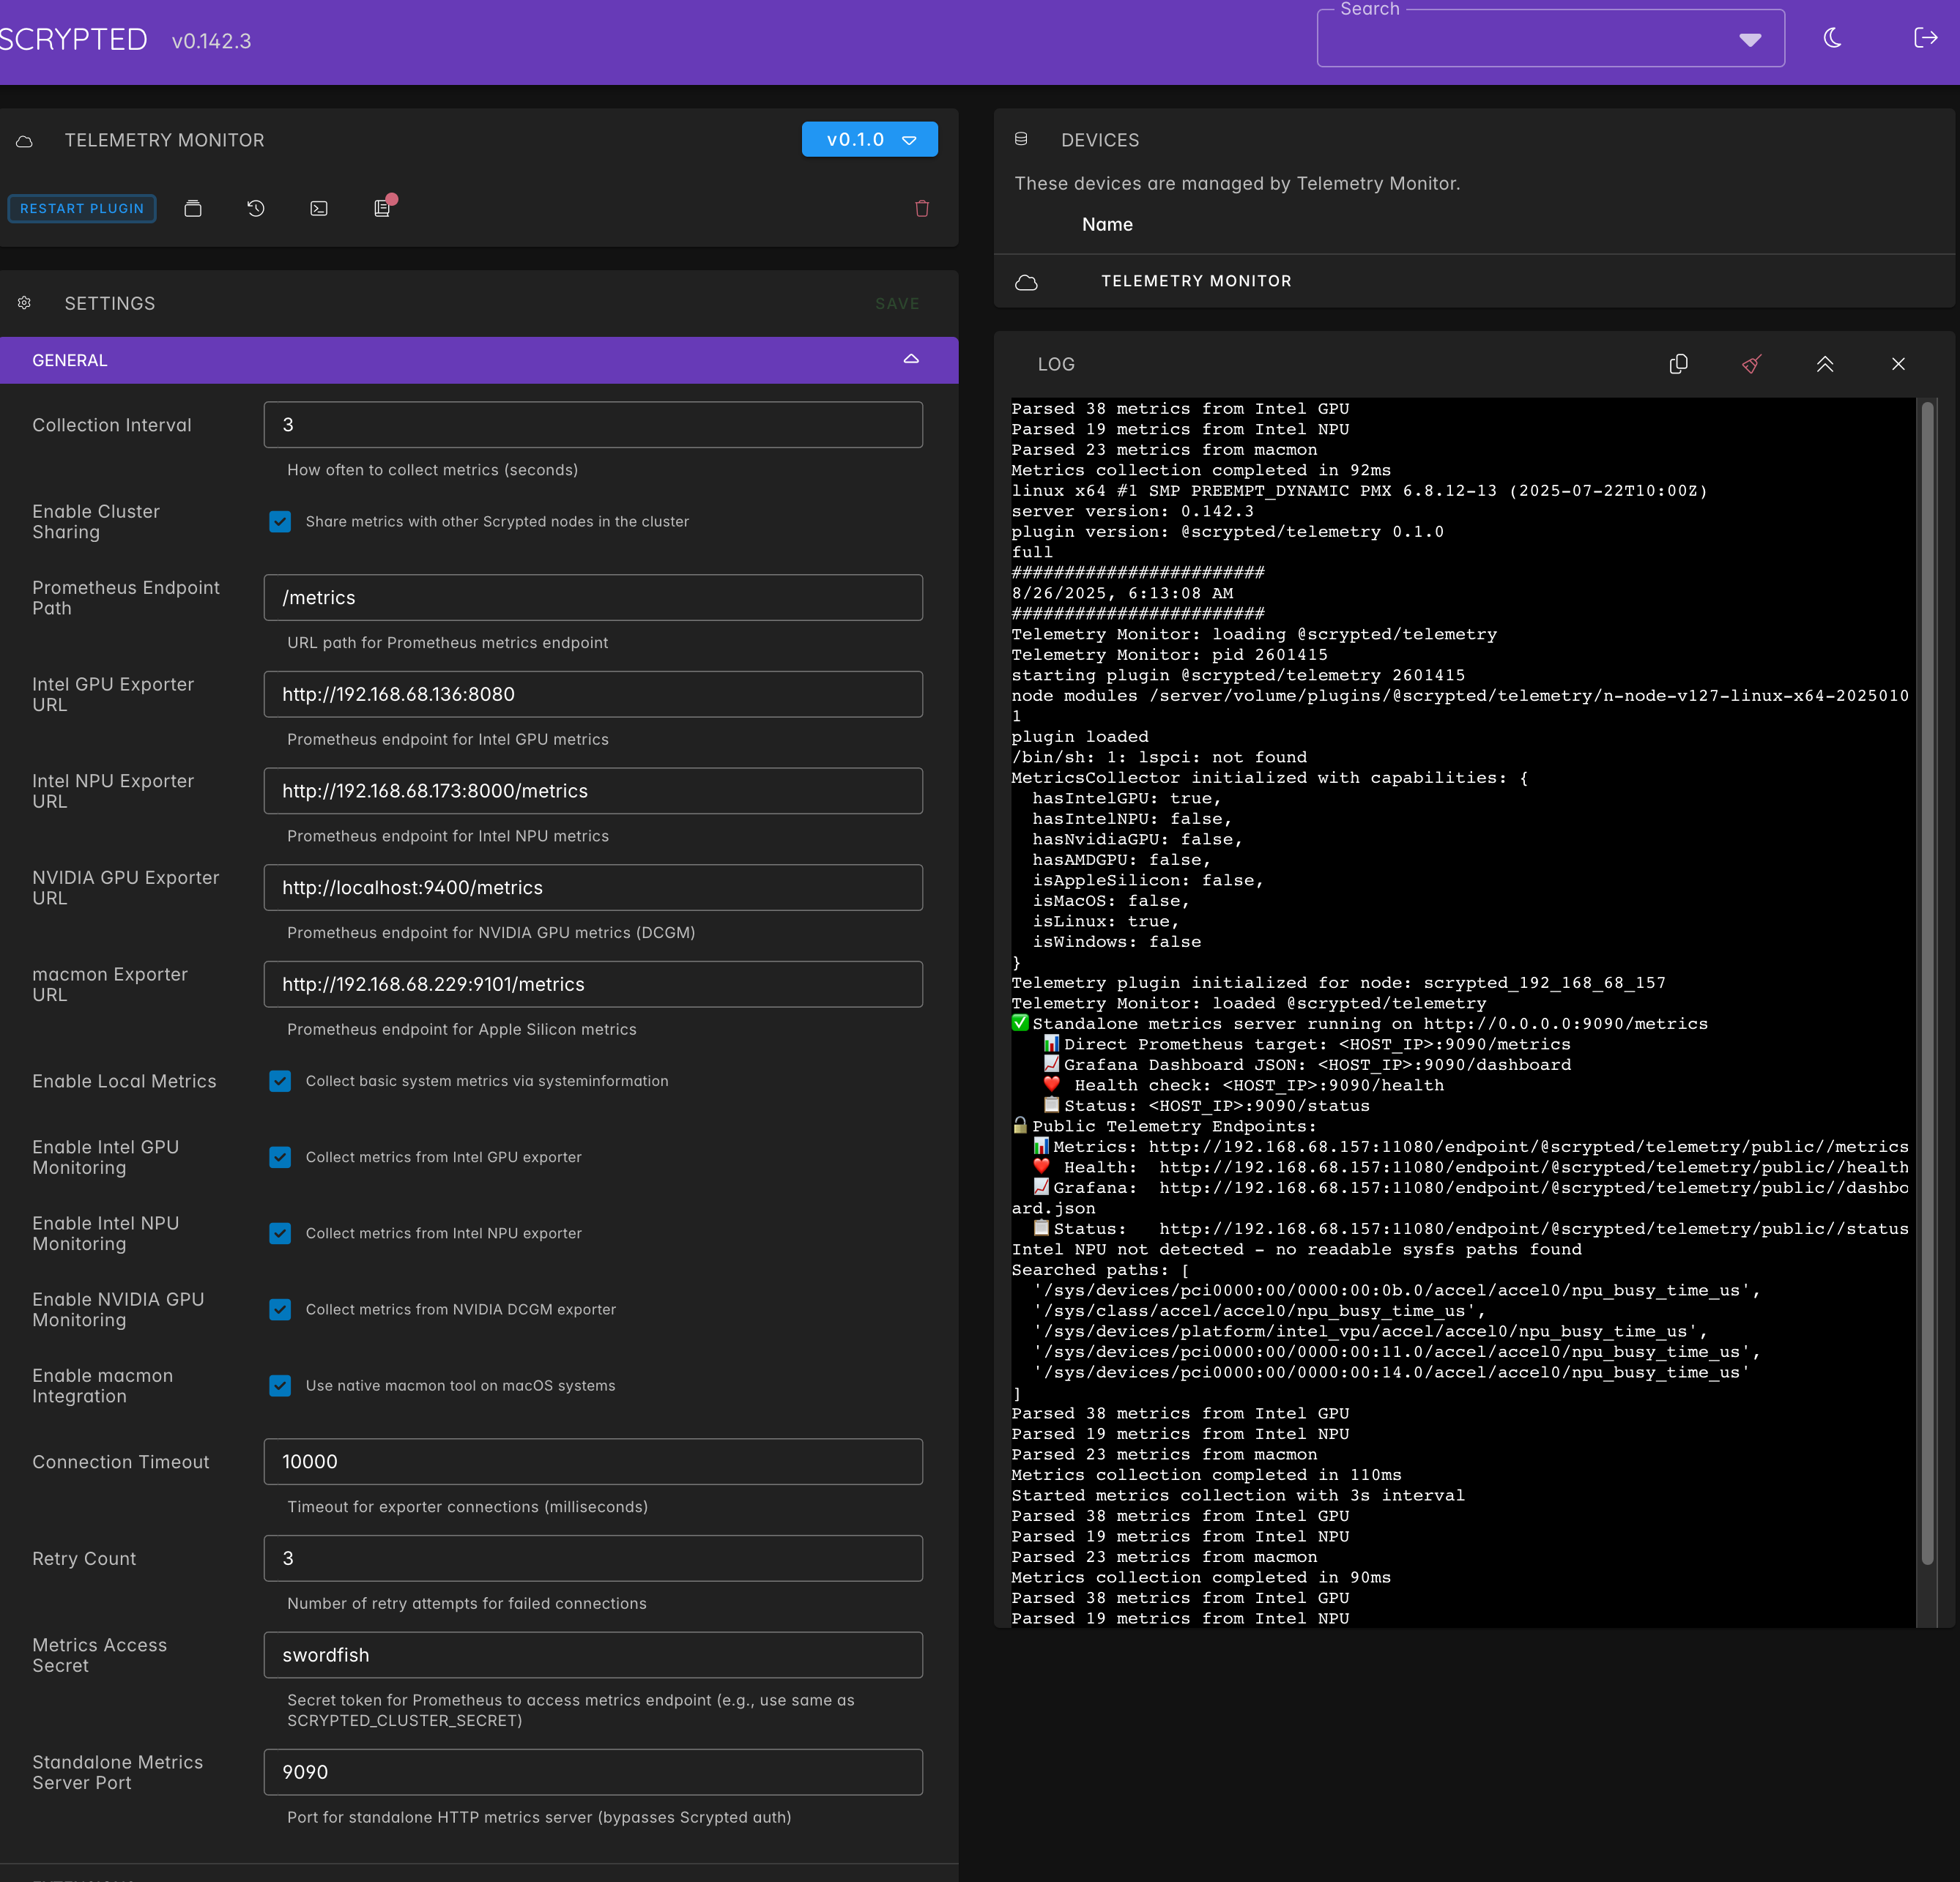 SCRYPTED v0.142.3
Search
TELEMETRY MONITOR
v0.1.0
RESTART PLUGIN
SETTINGS
SAVE
GENERAL
Collection Interval
3
How often to collect metrics (seconds)
Enable Cluster
Sharing
Share metrics with other Scrypted nodes in the cluster
Prometheus Endpoint
Path
/metrics
URL path for Prometheus metrics endpoint
Intel GPU Exporter
URL
http://192.168.68.136:8080
Prometheus endpoint for Intel GPU metrics
Intel NPU Exporter
URL
http://192.168.68.173:8000/metrics
Prometheus endpoint for Intel NPU metrics
NVIDIA GPU Exporter
URL
http://localhost:9400/metrics
Prometheus endpoint for NVIDIA GPU metrics (DCGM)
macmon Exporter
URL
http://192.168.68.229:9101/metrics
Prometheus endpoint for Apple Silicon metrics
Enable Local Metrics
Collect basic system metrics via systeminformation
Enable Intel GPU
Monitoring
Collect metrics from Intel GPU exporter
Enable Intel NPU
Monitoring
Collect metrics from Intel NPU exporter
Enable NVIDIA GPU
Monitoring
Collect metrics from NVIDIA DCGM exporter
Enable macmon
Integration
Use native macmon tool on macOS systems
Connection Timeout
10000
Timeout for exporter connections (milliseconds)
Retry Count
3
Number of retry attempts for failed connections
Metrics Access
Secret
swordfish
Secret token for Prometheus to access metrics endpoint (e.g., use same as
SCRYPTED_CLUSTER_SECRET)
Standalone Metrics
Server Port
9090
Port for standalone HTTP metrics server (bypasses Scrypted auth)
DEVICES
These devices are managed by Telemetry Monitor.
Name
TELEMETRY MONITOR
LOG
Parsed 38 metrics from Intel GPU
Parsed 19 metrics from Intel NPU
Parsed 23 metrics from macmon
Metrics collection completed in 92ms
linux x64 #1 SMP PREEMPT_DYNAMIC PMX 6.8.12-13 (2025-07-22T10:00Z)
server version: 0.142.3
plugin version: @scrypted/telemetry 0.1.0
full
########################
8/26/2025, 6:13:08 AM
########################
Telemetry Monitor: loading @scrypted/telemetry
Telemetry Monitor: pid 2601415
starting plugin @scrypted/telemetry 2601415
node modules /server/volume/plugins/@scrypted/telemetry/n-node-v127-linux-x64-2025010
1
plugin loaded
/bin/sh: 1: lspci: not found
MetricsCollector initialized with capabilities: {
  hasIntelGPU: true,
  hasIntelNPU: false,
  hasNvidiaGPU: false,
  hasAMDGPU: false,
  isAppleSilicon: false,
  isMacOS: false,
  isLinux: true,
  isWindows: false
}
Telemetry plugin initialized for node: scrypted_192_168_68_157
Telemetry Monitor: loaded @scrypted/telemetry
✅ Standalone metrics server running on http://0.0.0.0:9090/metrics
📊 Direct Prometheus target: <HOST_IP>:9090/metrics
📈 Grafana Dashboard JSON: <HOST_IP>:9090/dashboard
❤️ Health check: <HOST_IP>:9090/health
📋 Status: <HOST_IP>:9090/status
🔓 Public Telemetry Endpoints:
📊 Metrics: http://192.168.68.157:11080/endpoint/@scrypted/telemetry/public//metrics
❤️ Health: http://192.168.68.157:11080/endpoint/@scrypted/telemetry/public//health
📈 Grafana: http://192.168.68.157:11080/endpoint/@scrypted/telemetry/public//dashbo
ard.json
📋 Status: http://192.168.68.157:11080/endpoint/@scrypted/telemetry/public//status
Intel NPU not detected - no readable sysfs paths found
Searched paths: [
  '/sys/devices/pci0000:00/0000:00:0b.0/accel/accel0/npu_busy_time_us',
  '/sys/class/accel/accel0/npu_busy_time_us',
  '/sys/devices/platform/intel_vpu/accel/accel0/npu_busy_time_us',
  '/sys/devices/pci0000:00/0000:00:11.0/accel/accel0/npu_busy_time_us',
  '/sys/devices/pci0000:00/0000:00:14.0/accel/accel0/npu_busy_time_us'
]
Parsed 38 metrics from Intel GPU
Parsed 19 metrics from Intel NPU
Parsed 23 metrics from macmon
Metrics collection completed in 110ms
Started metrics collection with 3s interval
Parsed 38 metrics from Intel GPU
Parsed 19 metrics from Intel NPU
Parsed 23 metrics from macmon
Metrics collection completed in 90ms
Parsed 38 metrics from Intel GPU
Parsed 19 metrics from Intel NPU